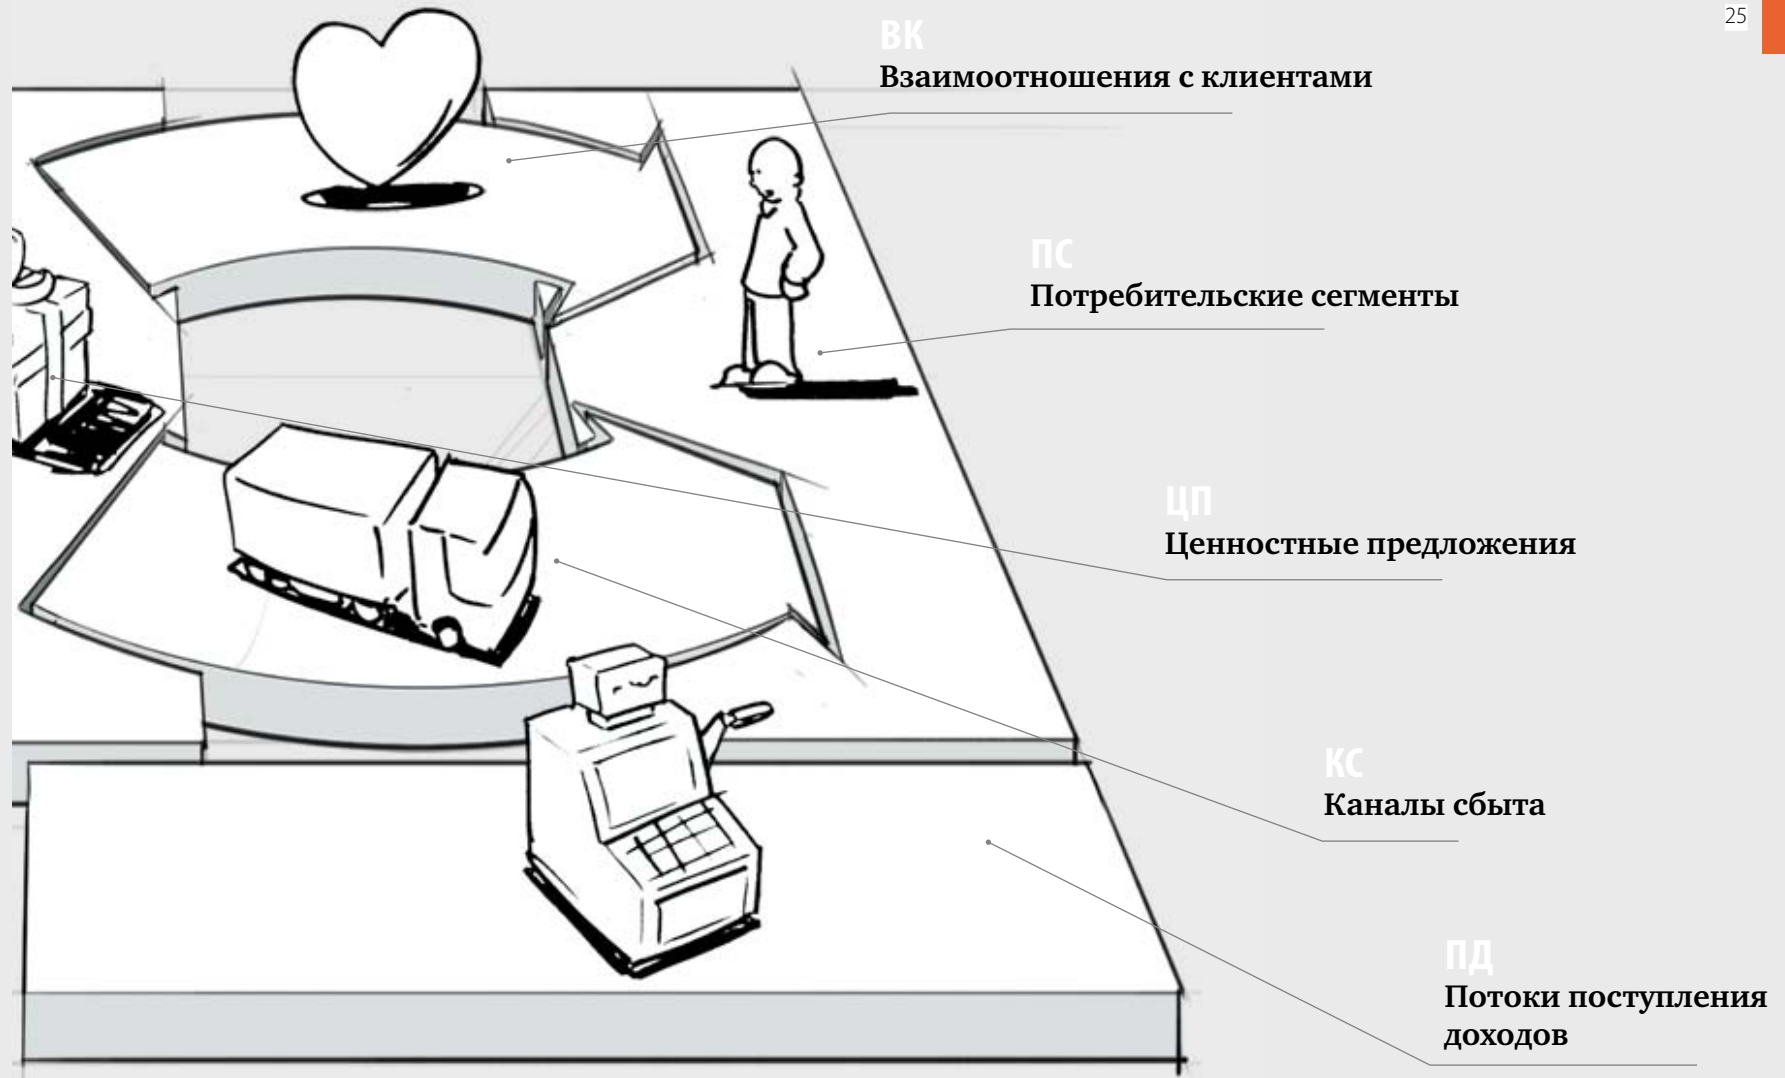 25
ВК
Взаимоотношения с клиентами
ПС
Потребительские сегменты
ЦП
Ценностные предложения
КС
Каналы сбыта
ПД
Потоки поступления
доходов